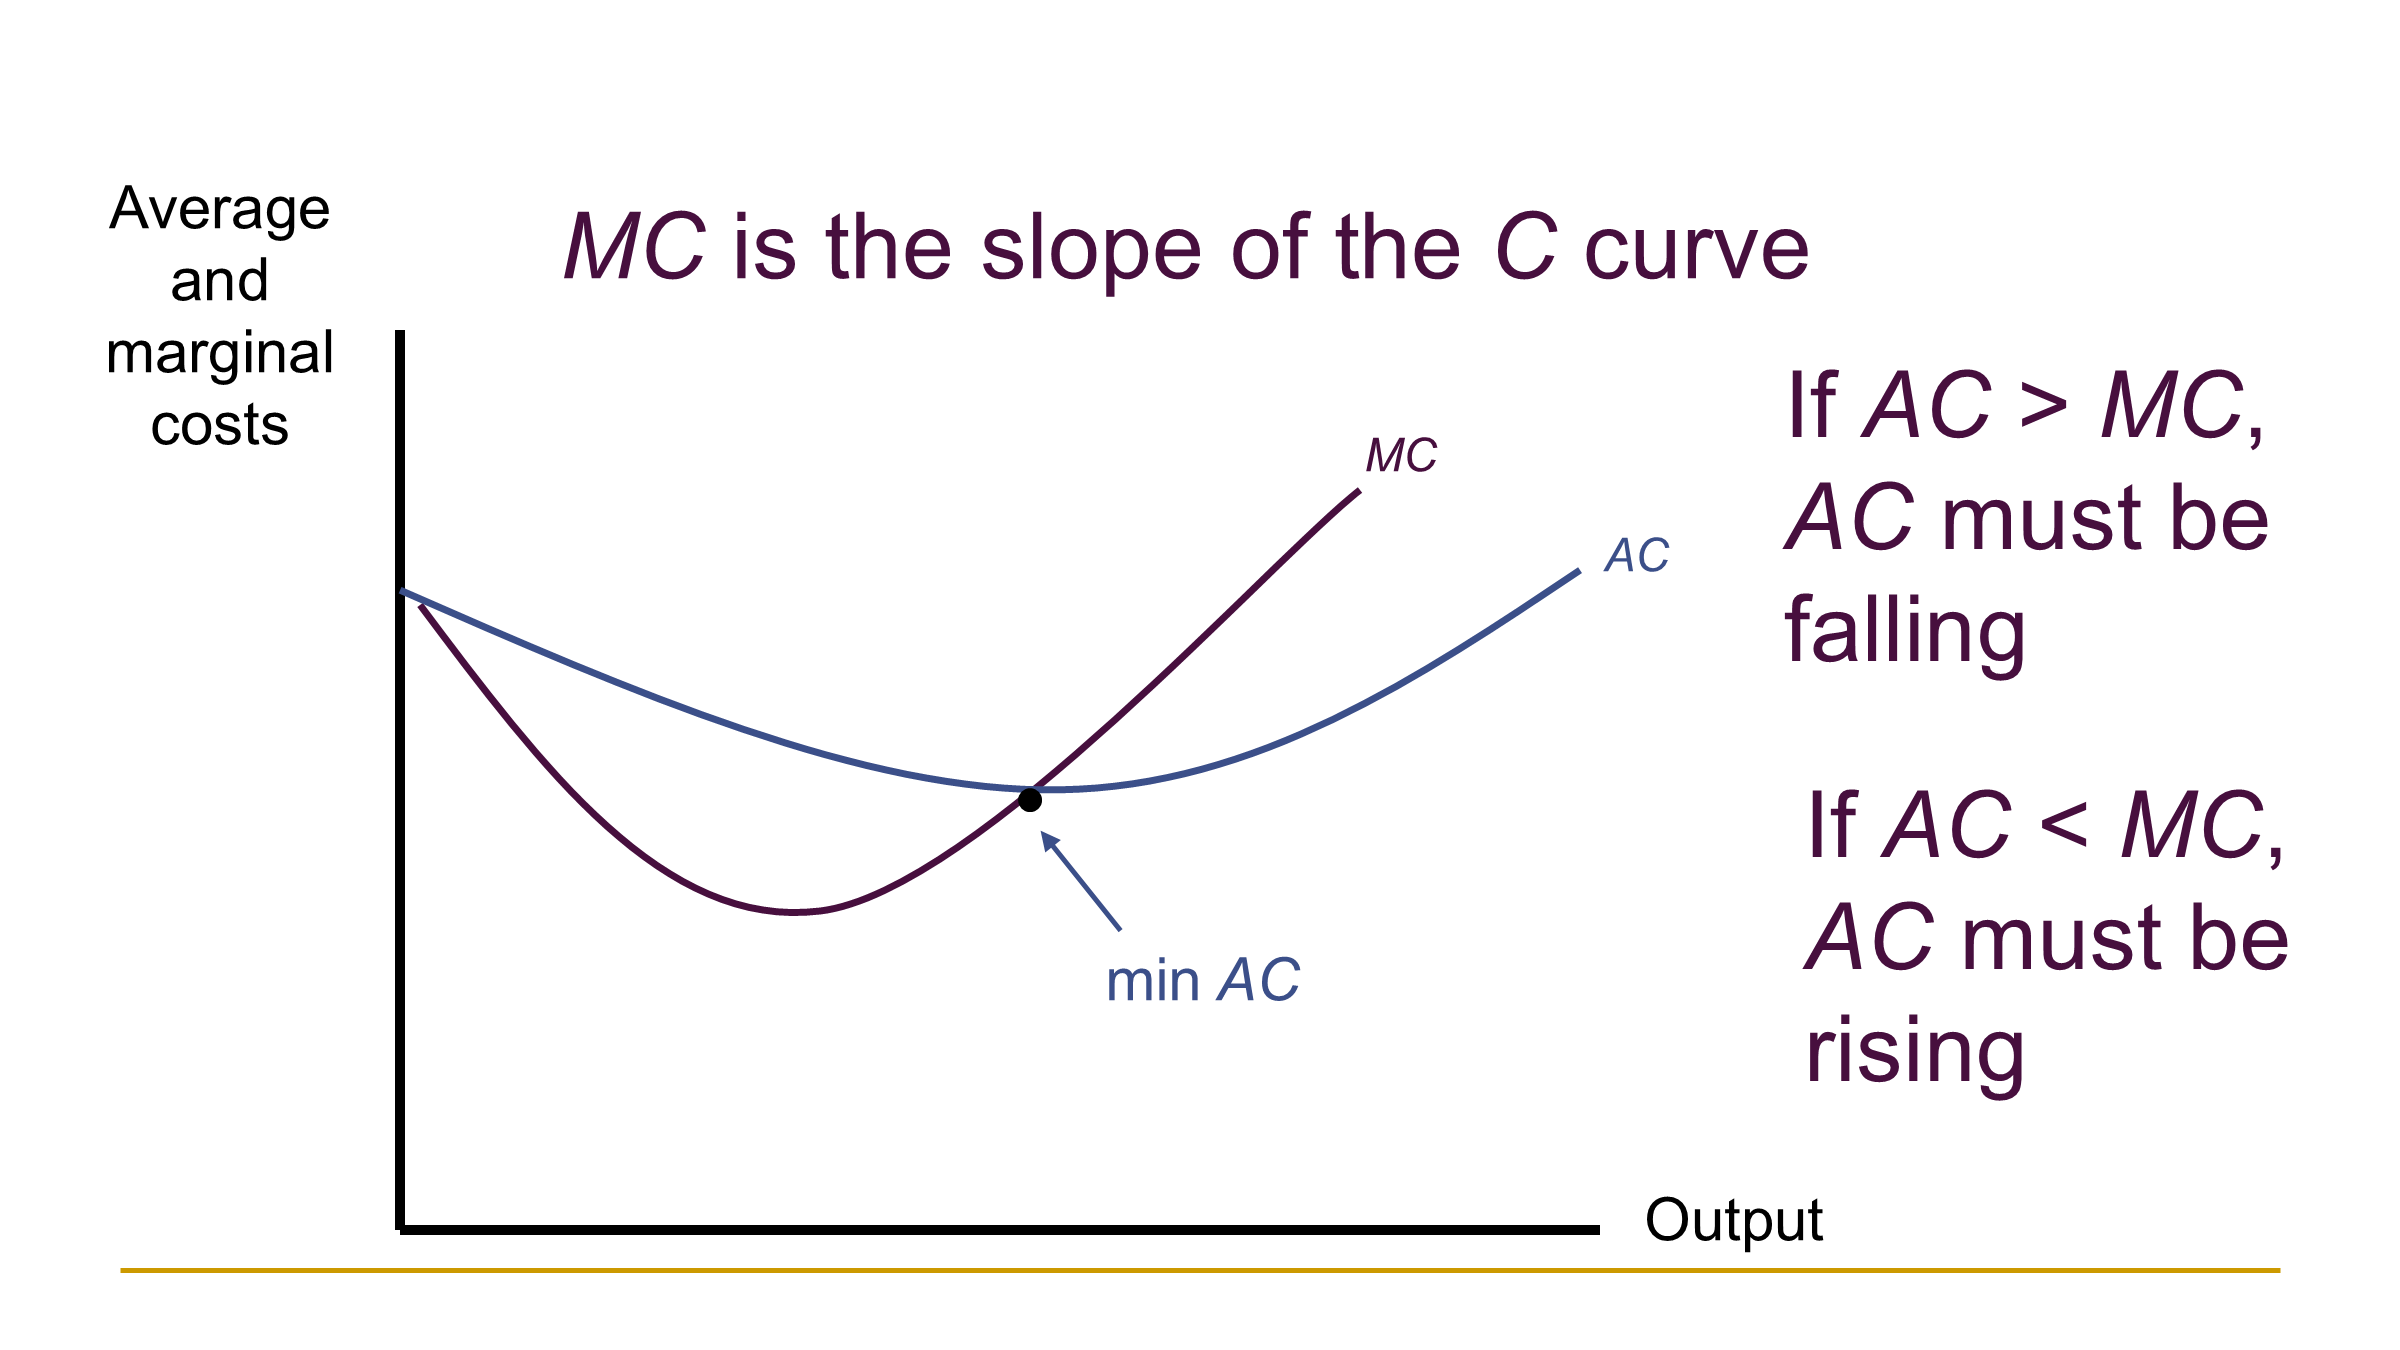 Average
and
marginal
costs
MC is the slope of the C curve
If AC > MC,
AC must be
falling
MC
AC
If AC < MC,
AC must be
rising
min AC
Output